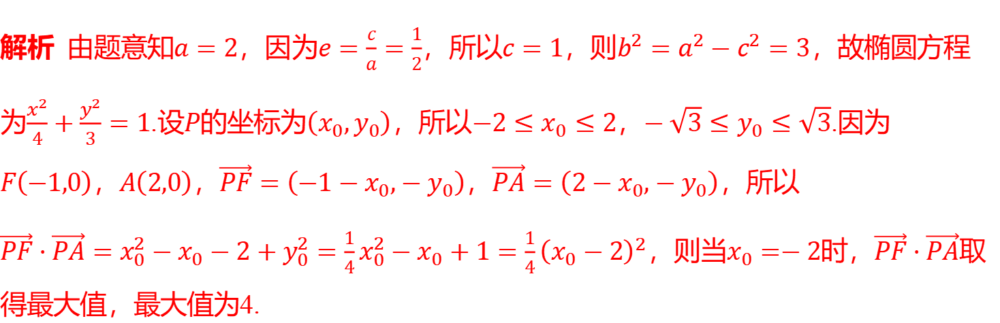 解析 由题意知$a=2$，因为$e=\frac{c}{a}=\frac{1}{2}$，所以$c=1$，则$b^2=a^2-c^2=3$，故椭圆方程
为$\frac{x^2}{4}+\frac{y^2}{3}=1$.设$P$的坐标为$(x_0,y_0)$，所以$-2\leq x_0\leq 2$，$-\sqrt{3}\leq y_0\leq\sqrt{3}$.因为
$F(-1,0)$，$A(2,0)$，$\overrightarrow{PF}=(-1-x_0,-y_0)$，$\overrightarrow{PA}=(2-x_0,-y_0)$，所以
$\overrightarrow{PF}\cdot\overrightarrow{PA}=x_0^2-x_0-2+y_0^2=\frac{1}{4}x_0^2-x_0+1=\frac{1}{4}(x_0-2)^2$，则当$x_0=-2$时，$\overrightarrow{PF}\cdot\overrightarrow{PA}$取
得最大值，最大值为4.